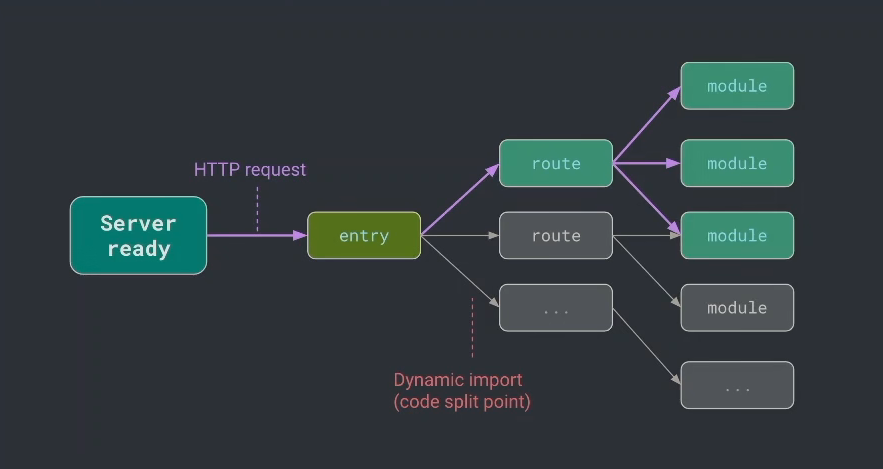 module
HTTP request
route
module
Server
ready
entry
route
module
...
module
Dynamic import
(code split point)
...